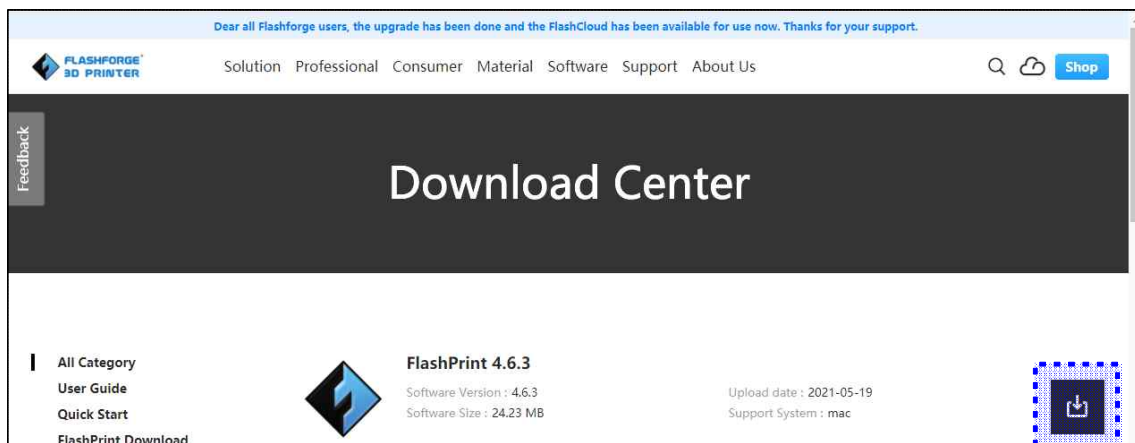 Dear all Flashforge users, the upgrade has been done and the FlashCloud has been available for use now. Thanks for your support.
FLASHFORGE
3D PRINTER
Solution Professional Consumer Material Software Support About Us
Shop
Feedback
Download Center
All Category
User Guide
Quick Start
FlashPrint Download
FlashPrint 4.6.3
Software Version : 4.6.3
Upload date : 2021-05-19
Software Size : 24.23 MB
Support System : mac